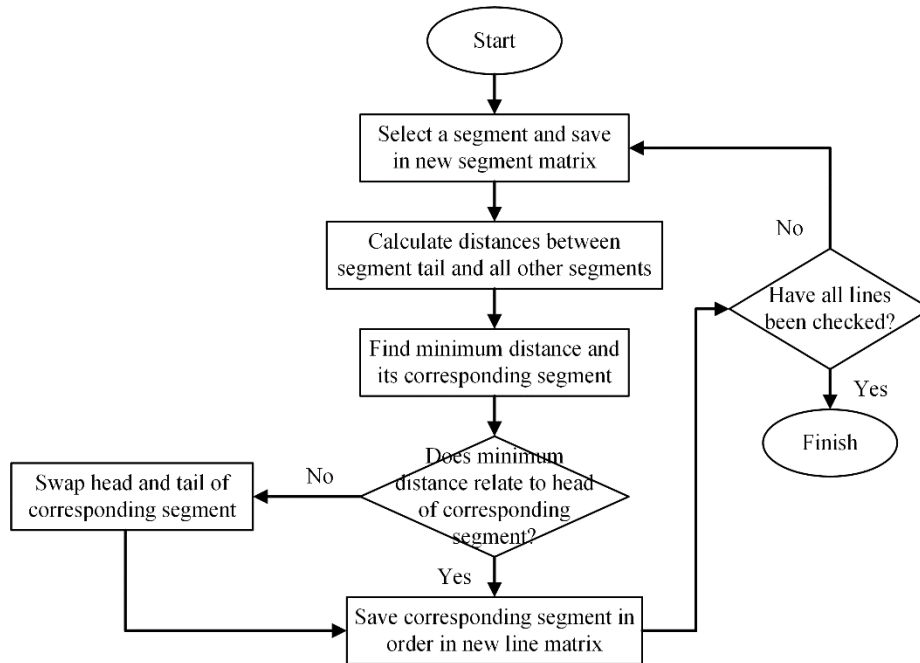 Start
Select a segment and save
in new segment matrix
Calculate distances between
segment tail and all other segments
Find minimum distance and
its corresponding segment
Does minimum
distance relate to head
of corresponding
segment?
No
Swap head and tail of
corresponding segment
Yes
Save corresponding segment in
order in new line matrix
Have all lines
been checked?
No
Yes
Finish